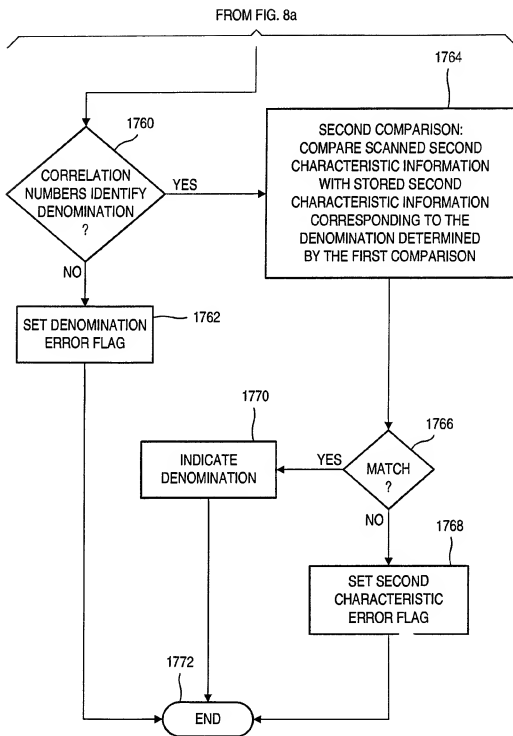 FROM FIG. 8a
1760
CORRELATION
NUMBERS IDENTIFY
DENOMINATION
?
YES
NO
1764
SECOND COMPARISON:
COMPARE SCANNED SECOND
CHARACTERISTIC INFORMATION
WITH STORED SECOND
CHARACTERISTIC INFORMATION
CORRESPONDING TO THE
DENOMINATION DETERMINED
BY THE FIRST COMPARISON
1762
SET DENOMINATION
ERROR FLAG
1766
MATCH
?
YES
NO
1770
INDICATE
DENOMINATION
1768
SET SECOND
CHARACTERISTIC
ERROR FLAG
1772
END